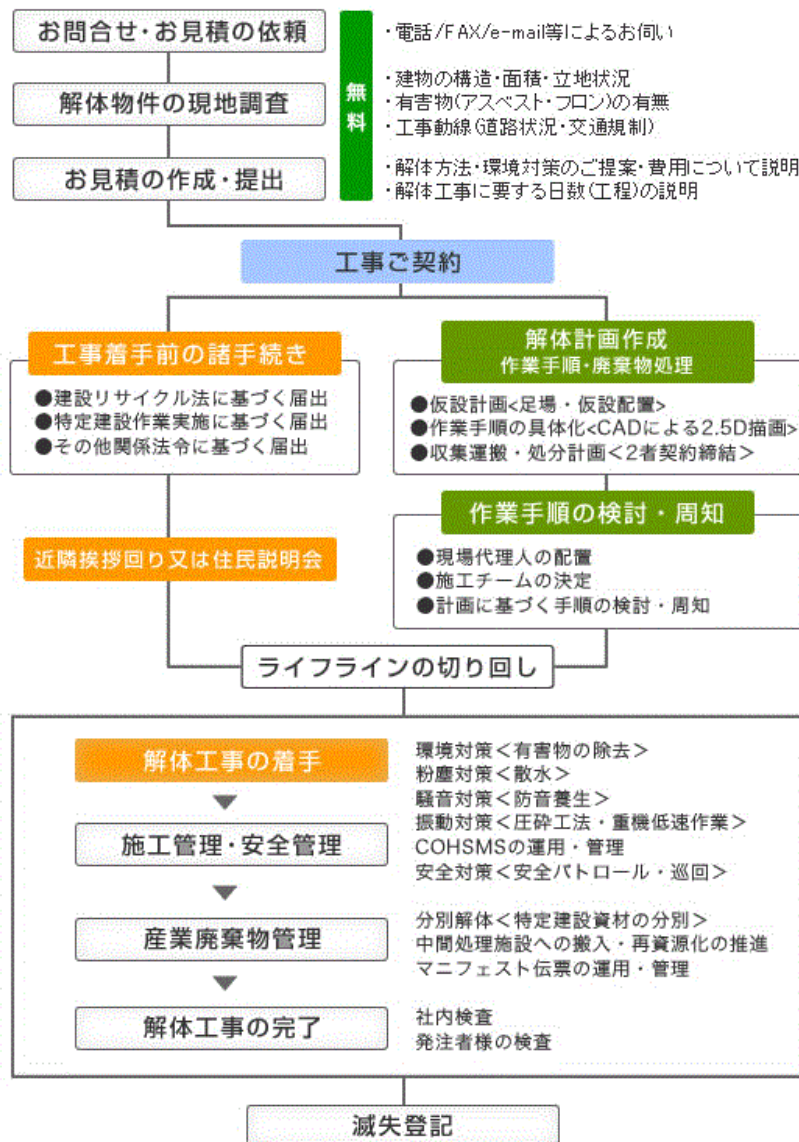 お問合せ・お見積の依頼
解体物件の現地調査
お見積の作成・提出
無料
・電話/FAX/e-mail等によるお伺い
・建物の構造・面積・立地状況
・有害物(アスベスト・フロン)の有無
・工事動線(道路状況・交通規制)
・解体方法・環境対策のご提案・費用について説明
・解体工事に要する日数(工程)の説明
工事ご契約
工事着手前の諸手続き
●建設リサイクル法に基づく届出
●特定建設作業実施に基づく届出
●その他関係法令に基づく届出
近隣挨拶回り又は住民説明会
解体計画作成
作業手順・廃棄物処理
●仮設計画<足場・仮設配置>
●作業手順の具体化<CADによる2.5D描画>
●収集運搬・処分計画<2者契約締結>
作業手順の検討・周知
●現場代理人の配置
●施工チームの決定
●計画に基づく手順の検討・周知
ライフラインの切り回し
解体工事の着手
環境対策<有害物の除去>
粉塵対策<散水>
騒音対策<防音養生>
施工管理・安全管理
振動対策<圧砕工法・重機低速作業>
COHSMSの運用・管理
安全対策<安全パトロール・巡回>
産業廃棄物管理
分別解体<特定建設資材の分別>
中間処理施設への搬入・再資源化の推進
マニフェスト伝票の運用・管理
解体工事の完了
社内検査
発注者様の検査
滅失登記